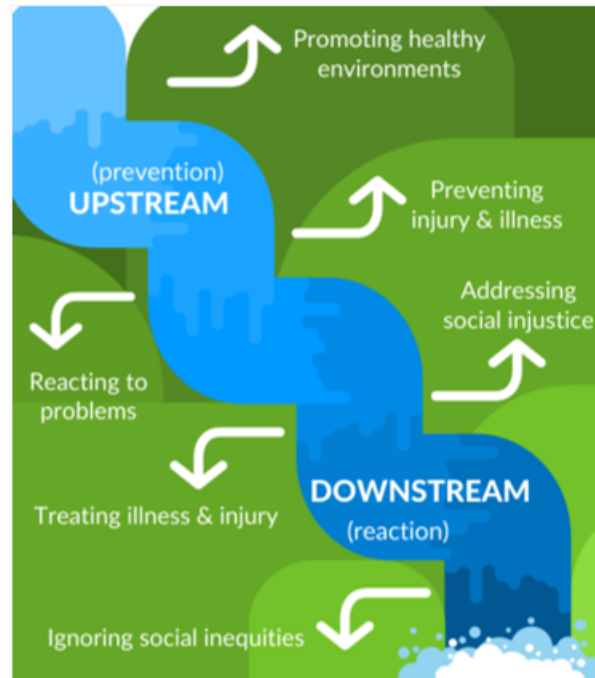 Promoting healthy
environments
(prevention)
UPSTREAM
Preventing
injury & illness
Addressing
social injustice
Reacting to
problems
Treating illness & injury
DOWNSTREAM
(reaction)
Ignoring social inequities